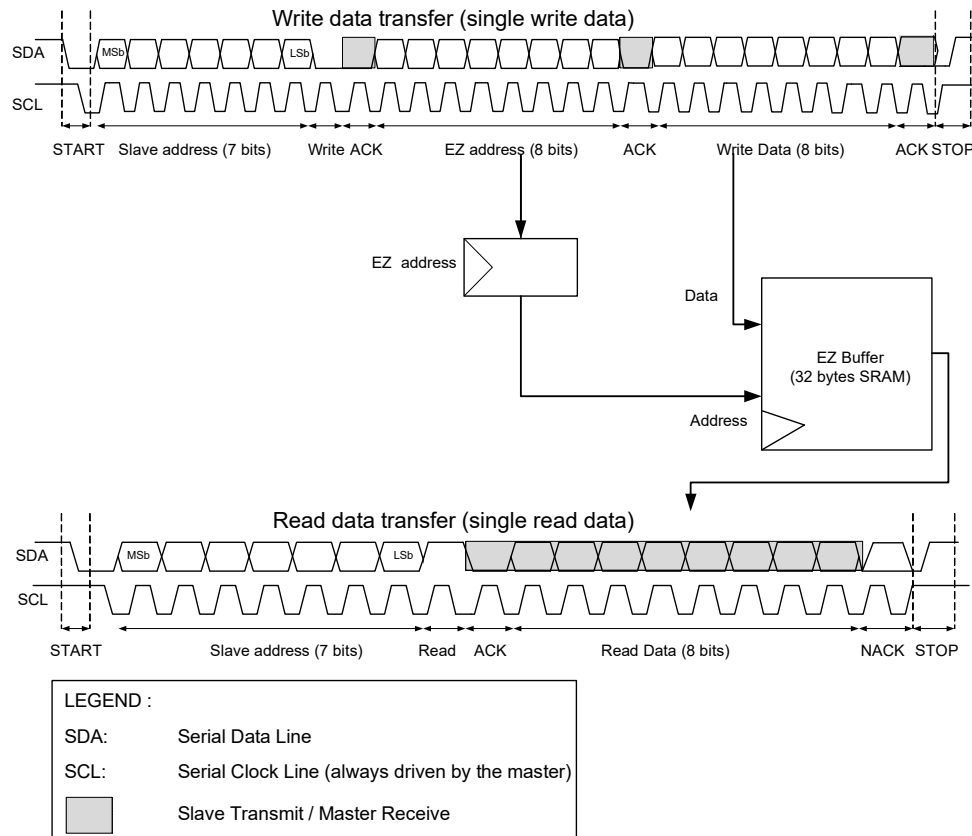 Write data transfer (single write data)
SDA
MSb
LSb
SCL
START
Slave address (7 bits)
Write ACK
EZ address (8 bits)
ACK
Write Data (8 bits)
ACK STOP
EZ address
Data
EZ Buffer
(32 bytes SRAM)
Address
Read data transfer (single read data)
SDA
MSb
LSb
SCL
START
Slave address (7 bits)
Read
ACK
Read Data (8 bits)
NACK
STOP
LEGEND :
SDA: Serial Data Line
SCL: Serial Clock Line (always driven by the master)
Slave Transmit / Master Receive